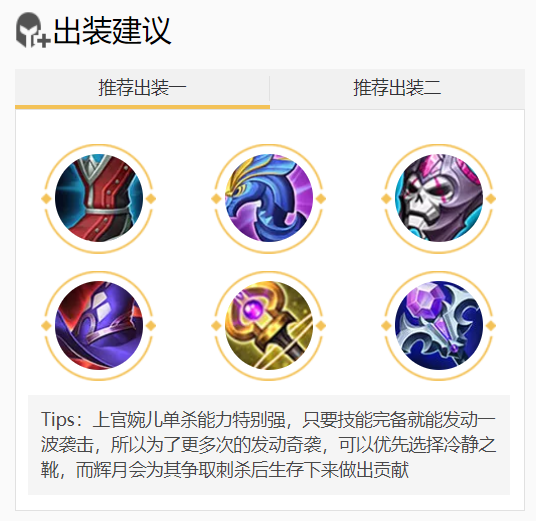 出装建议
推荐出装一 推荐出装二
Tips：上官婉儿单杀能力特别强，只要技能完备就能发动一
波袭击，所以为了更多次的发动奇袭，可以优先选择冷静之
靴，而辉月会为其争取刺杀后生存下来做出贡献